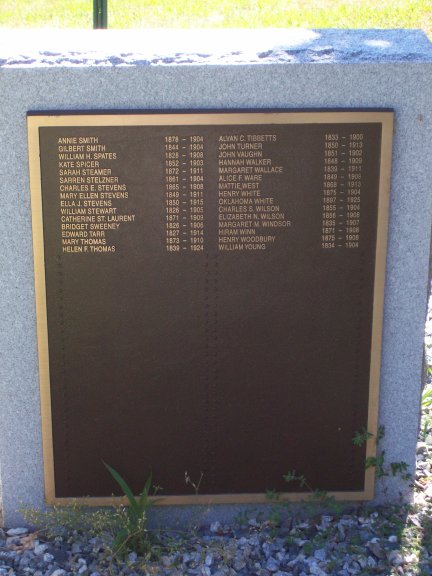 ANNIE SMITH 1878 - 1904
GILBERT SMITH 1844 - 1904
WILLIAM H. SPATES 1828 - 1908
KATE SPICER 1852 - 1903
SARAH STEAMER 1872 - 1911
SARREN STELZNER 1861 - 1904
CHARLES E. STEVENS 1865 - 1908
MARY ELLEN STEVENS 1849 - 1911
ELLA J. STEVENS 1850 - 1915
WILLIAM STEWART 1826 - 1905
CATHERINE ST. LAURENT 1871 - 1909
BRIDGET SWEENEY 1826 - 1906
EDWARD TARR 1827 - 1914
MARY THOMAS 1873 - 1910
HELEN F. THOMAS 1839 - 1924
ALVAN C. TIBBETTS 1833 - 1900
JOHN TURNER 1850 - 1913
JOHN VAUGHN 1851 - 1902
HANNAH WALKER 1848 - 1909
MARGARET WALLACE 1839 - 1911
ALICE F. WARE 1849 - 1908
MATTIE WEST 1868 - 1913
HENRY WHITE 1875 - 1904
OKLAHOMA WHITE 1897 - 1925
CHARLES S. WILSON 1855 - 1904
ELIZABETH N. WILSON 1856 - 1908
MARGARET M. WINDSOR 1835 - 1907
HIRAM WINN 1871 - 1908
HENRY WOODBURY 1875 - 1908
WILLIAM YOUNG 1834 - 1904